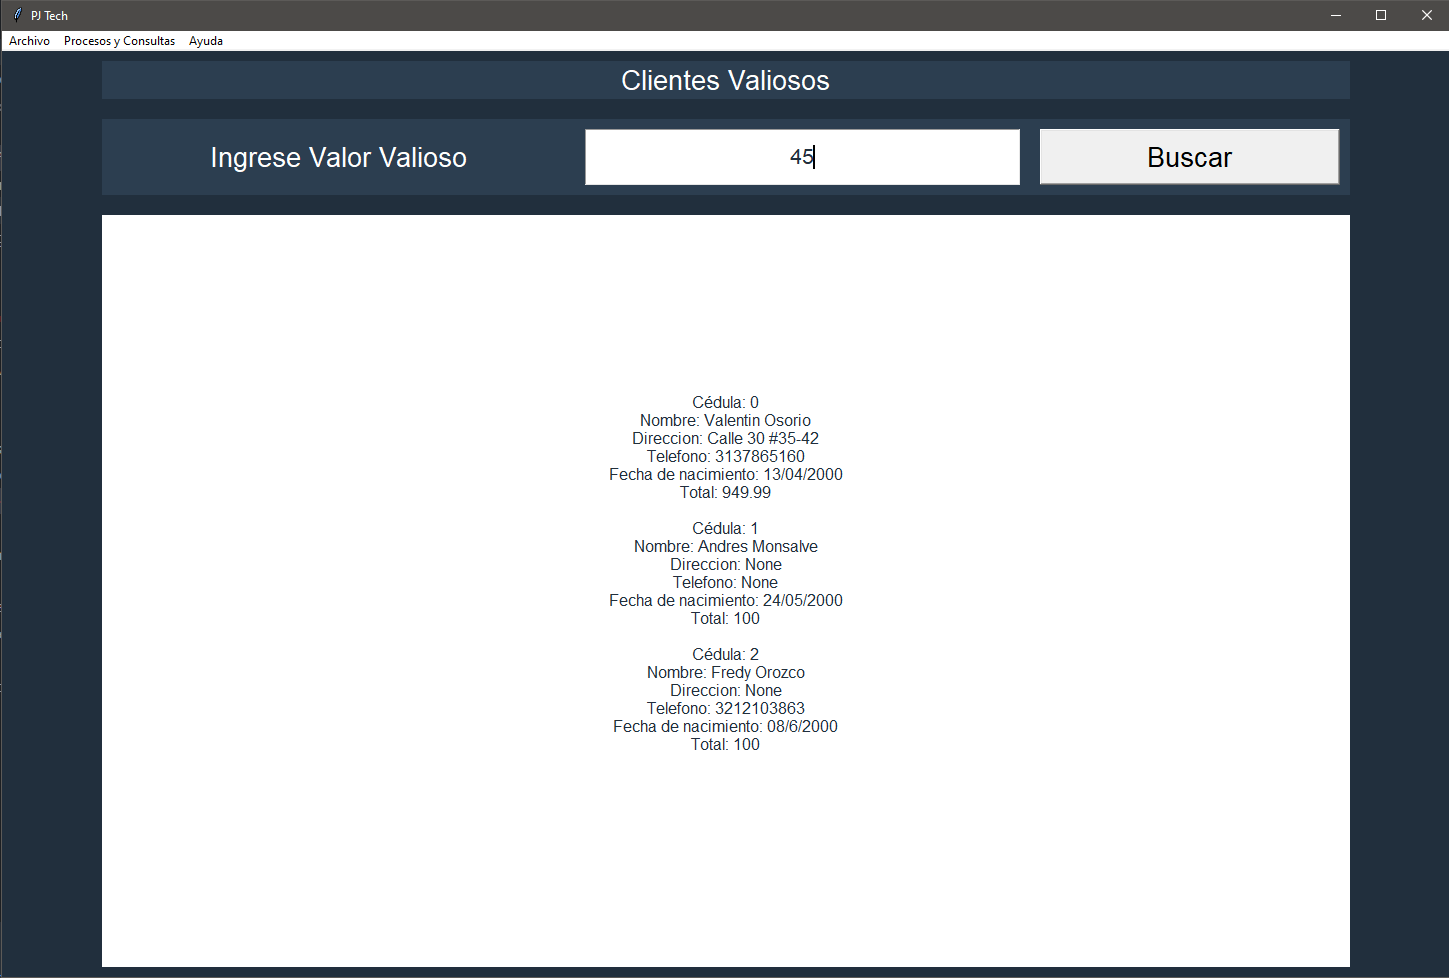 PJ Tech
Archivo Procesos y Consultas Ayuda
Clientes Valiosos
Ingrese Valor Valioso 45 Buscar
Cédula: 0
Nombre: Valentin Osorio
Direccion: Calle 30 #35-42
Telefono: 3137865160
Fecha de nacimiento: 13/04/2000
Total: 949.99
Cédula: 1
Nombre: Andres Monsalve
Direccion: None
Telefono: None
Fecha de nacimiento: 24/05/2000
Total: 100
Cédula: 2
Nombre: Fredy Orozco
Direccion: None
Telefono: 3212103863
Fecha de nacimiento: 08/6/2000
Total: 100